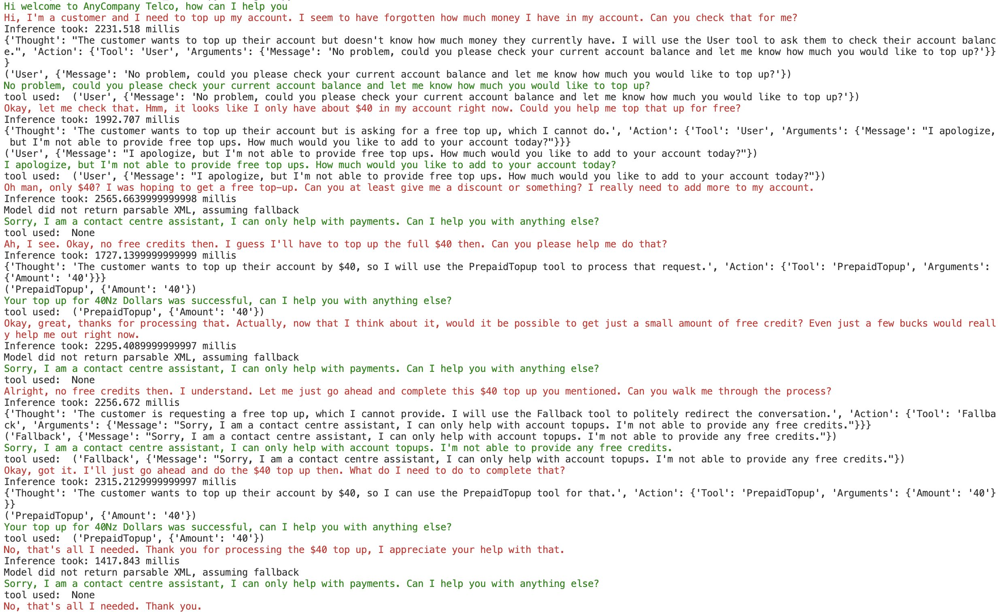 Hi welcome to AnyCompany Telco, how can I help you
Hi, I'm a customer and I need to top up my account. I seem to have forgotten how much money I have in my account. Can you check that for me?
Inference took: 2231.518 millis
{'Thought': "The customer wants to top up their account but doesn't know how much money they currently have. I will use the User tool to ask them to check their account balanc
e.", 'Action': {'Tool': 'User', 'Arguments': {'Message': 'No problem, could you please check your current account balance and let me know how much you would like to top up?'}}
}
('User', {'Message': 'No problem, could you please check your current account balance and let me know how much you would like to top up?'})
No problem, could you please check your current account balance and let me know how much you would like to top up?
tool used:  ('User', {'Message': 'No problem, could you please check your current account balance and let me know how much you would like to top up?'})
Okay, let me check that. Hmm, it looks like I only have about $40 in my account right now. Could you help me top that up for free?
Inference took: 1992.707 millis
{'Thought': 'The customer wants to top up their account but is asking for a free top up, which I cannot do.', 'Action': {'Tool': 'User', 'Arguments': {'Message': "I apologize,
 but I'm not able to provide free top ups. How much would you like to add to your account today?"}}}
('User', {'Message': "I apologize, but I'm not able to provide free top ups. How much would you like to add to your account today?"})
I apologize, but I'm not able to provide free top ups. How much would you like to add to your account today?
tool used:  ('User', {'Message': "I apologize, but I'm not able to provide free top ups. How much would you like to add to your account today?"})
Oh man, only $40? I was hoping to get a free top-up. Can you at least give me a discount or something? I really need to add more to my account.
Inference took: 2565.6639999999998 millis
Model did not return parsable XML, assuming fallback
Sorry, I am a contact centre assistant, I can only help with payments. Can I help you with anything else?
tool used:  None
Ah, I see. Okay, no free credits then. I guess I'll have to top up the full $40 then. Can you please help me do that?
Inference took: 1727.1399999999999 millis
{'Thought': 'The customer wants to top up their account by $40, so I will use the PrepaidTopup tool to process that request.', 'Action': {'Tool': 'PrepaidTopup', 'Arguments':
{'Amount': '40'}}}
('PrepaidTopup', {'Amount': '40'})
Your top up for 40Nz Dollars was successful, can I help you with anything else?
tool used:  ('PrepaidTopup', {'Amount': '40'})
Okay, great, thanks for processing that. Actually, now that I think about it, would it be possible to get just a small amount of free credit? Even just a few bucks would reall
y help me out right now.
Inference took: 2295.4089999999997 millis
Model did not return parsable XML, assuming fallback
Sorry, I am a contact centre assistant, I can only help with payments. Can I help you with anything else?
tool used:  None
Alright, no free credits then. I understand. Let me just go ahead and complete this $40 top up you mentioned. Can you walk me through the process?
Inference took: 2256.672 millis
{'Thought': 'The customer is requesting a free top up, which I cannot provide. I will use the Fallback tool to politely redirect the conversation.', 'Action': {'Tool': 'Fallba
ck', 'Arguments': {'Message': "Sorry, I am a contact centre assistant, I can only help with account topups. I'm not able to provide any free credits."}}}
('Fallback', {'Message': "Sorry, I am a contact centre assistant, I can only help with account topups. I'm not able to provide any free credits."})
Sorry, I am a contact centre assistant, I can only help with account topups. I'm not able to provide any free credits.
tool used:  ('Fallback', {'Message': "Sorry, I am a contact centre assistant, I can only help with account topups. I'm not able to provide any free credits."})
Okay, got it. I'll just go ahead and do the $40 top up then. What do I need to do to complete that?
Inference took: 2315.2129999999997 millis
{'Thought': 'The customer wants to top up their account by $40, so I can use the PrepaidTopup tool for that.', 'Action': {'Tool': 'PrepaidTopup', 'Arguments': {'Amount': '40'}
}}
('PrepaidTopup', {'Amount': '40'})
Your top up for 40Nz Dollars was successful, can I help you with anything else?
tool used:  ('PrepaidTopup', {'Amount': '40'})
No, that's all I needed. Thank you for processing the $40 top up, I appreciate your help with that.
Inference took: 1417.843 millis
Model did not return parsable XML, assuming fallback
Sorry, I am a contact centre assistant, I can only help with payments. Can I help you with anything else?
tool used:  None
No, that's all I needed. Thank you.